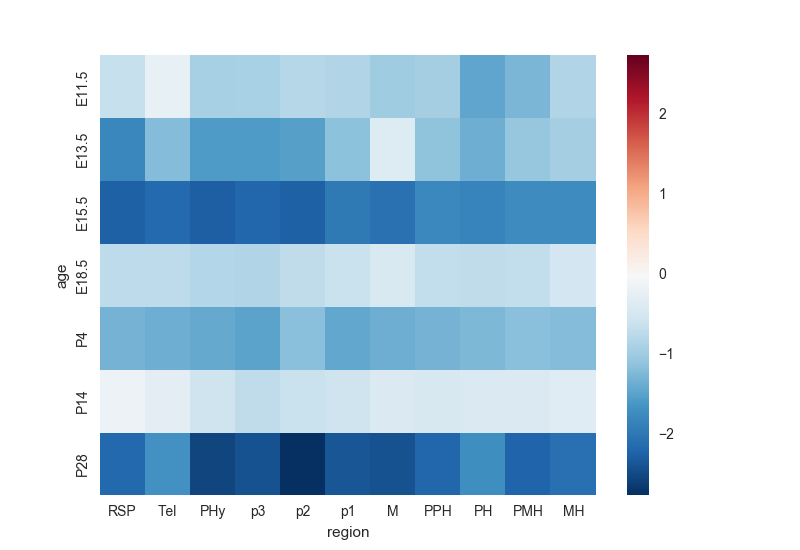 E11.5
E13.5
E15.5
E18.5
P4
P14
P28
age
RSP Tel PHy p3 p2 p1 M PPH PH PMH MH
region
2
1
0
−1
−2